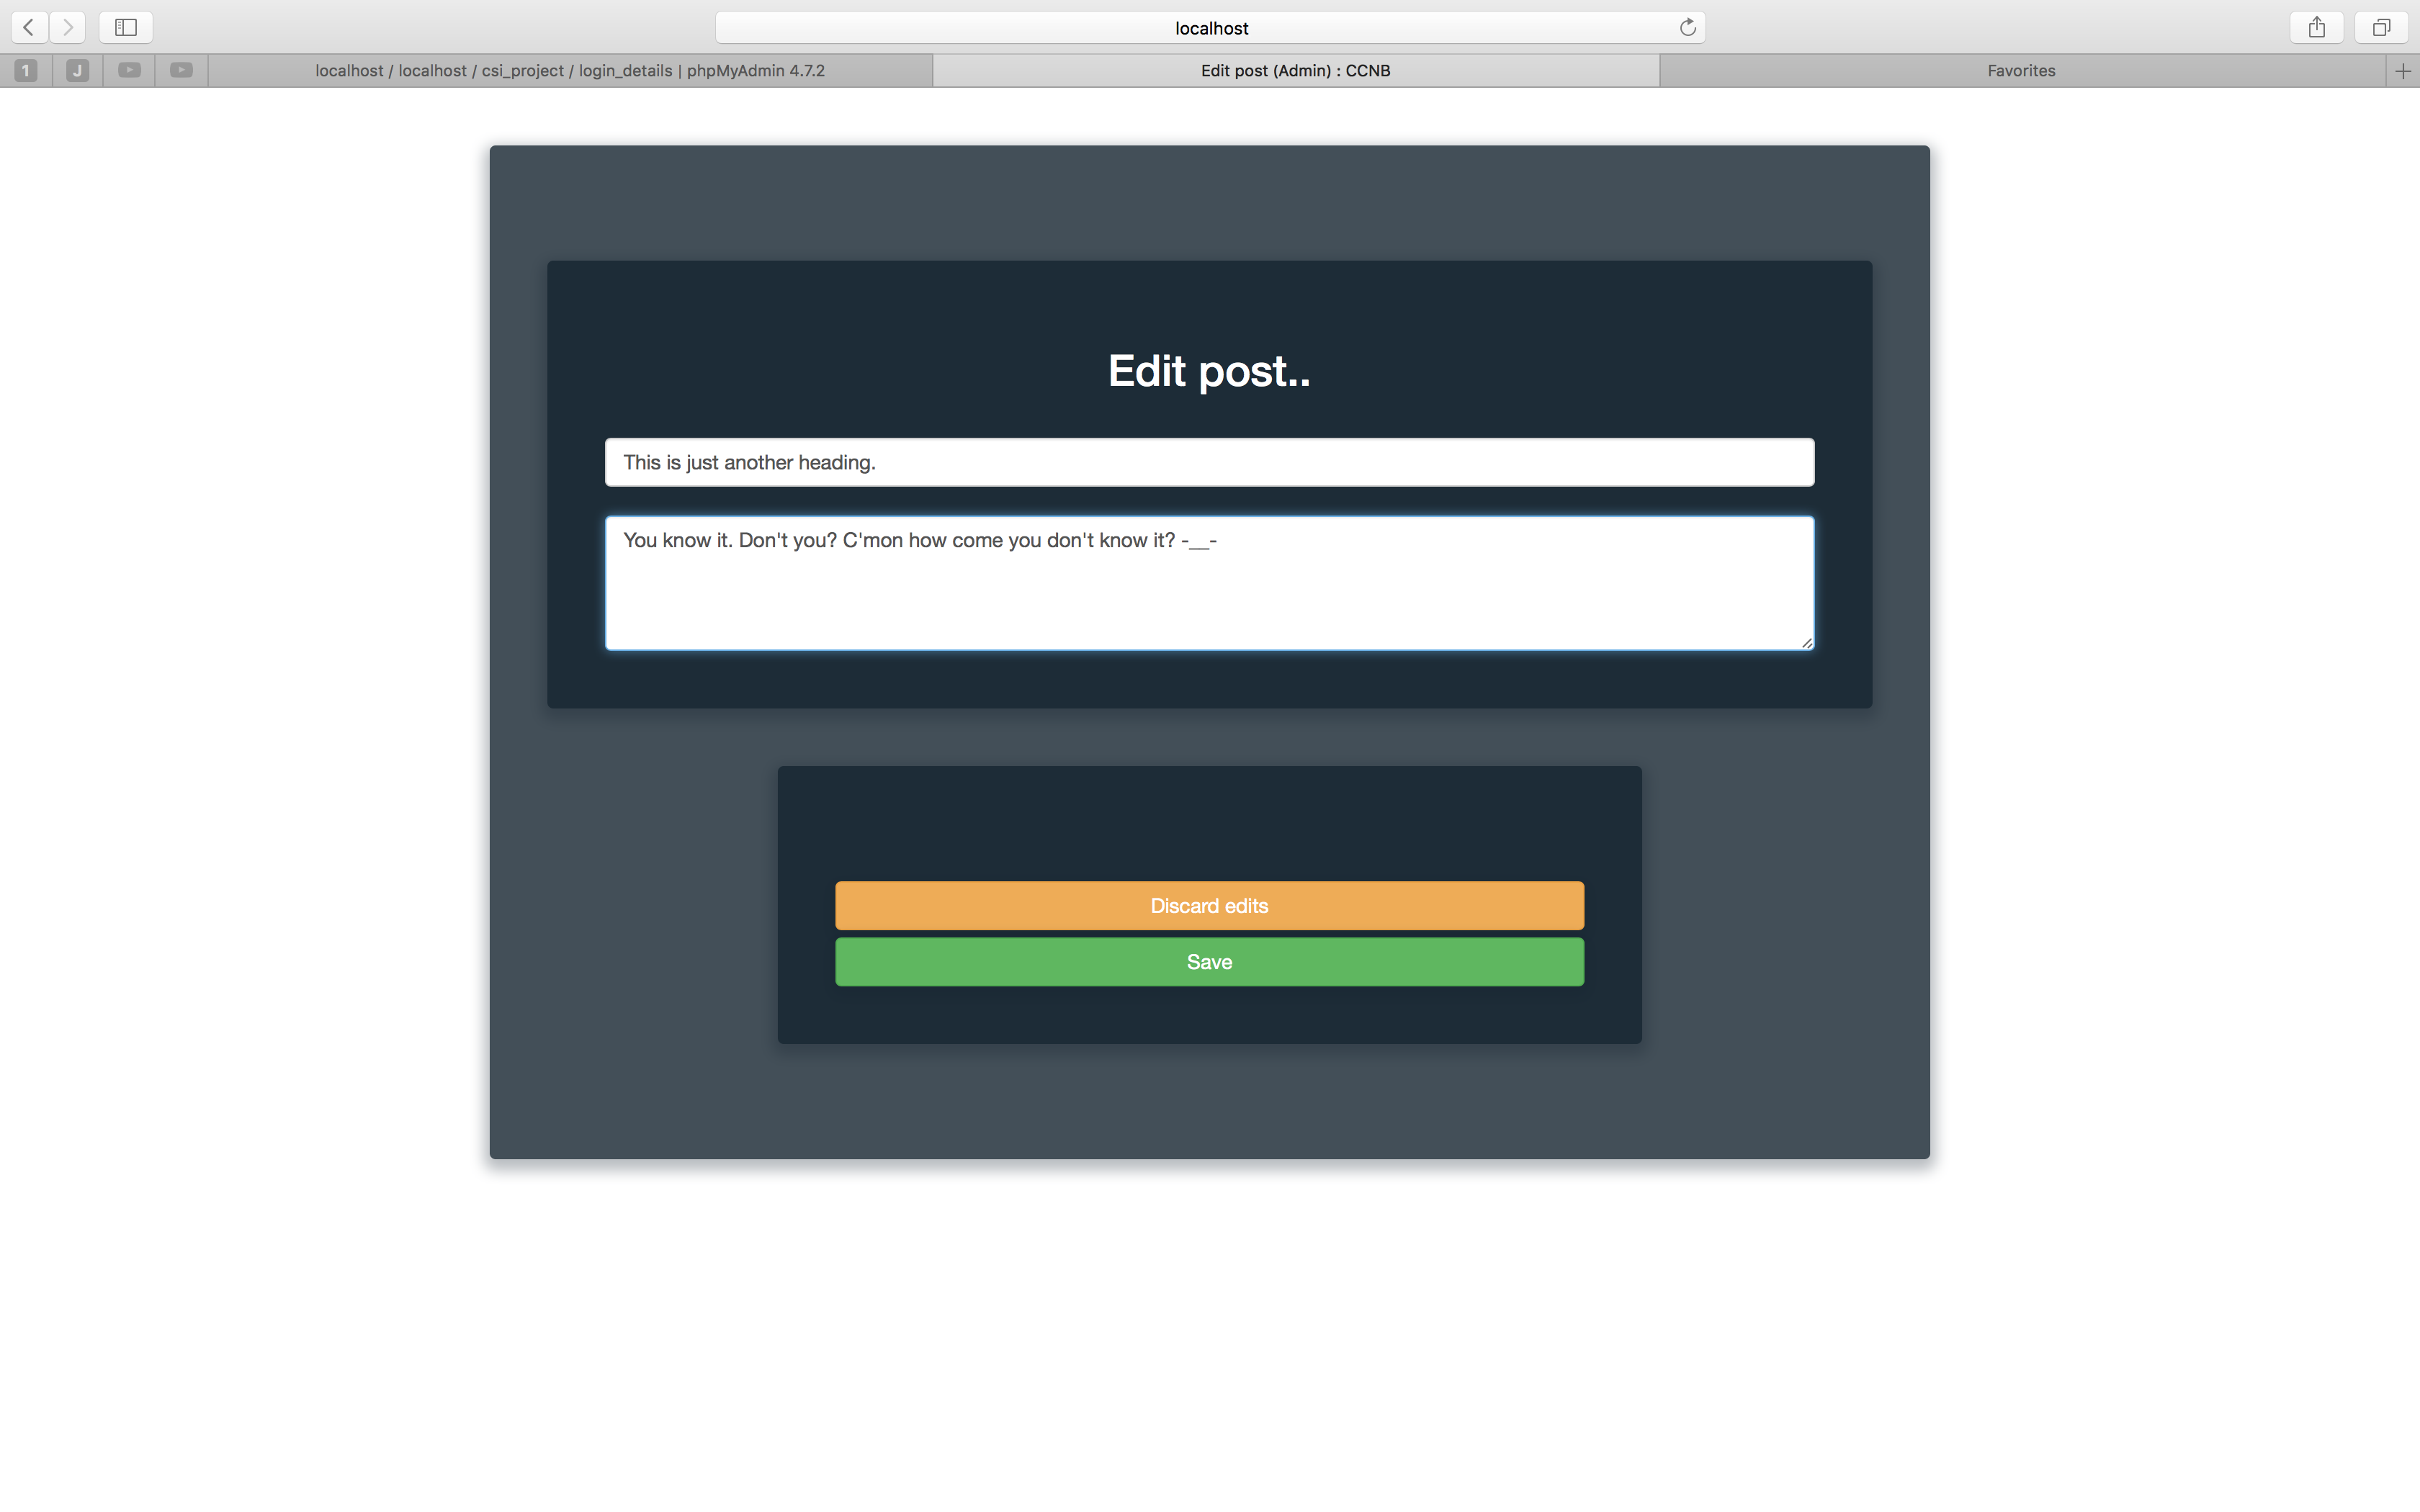 localhost
1
J
localhost / localhost / csi_project / login_details | phpMyAdmin 4.7.2
Edit post (Admin) : CCNB
Favorites
Edit post..
This is just another heading.
You know it. Don't you? C'mon how come you don't know it? -__-
Discard edits
Save